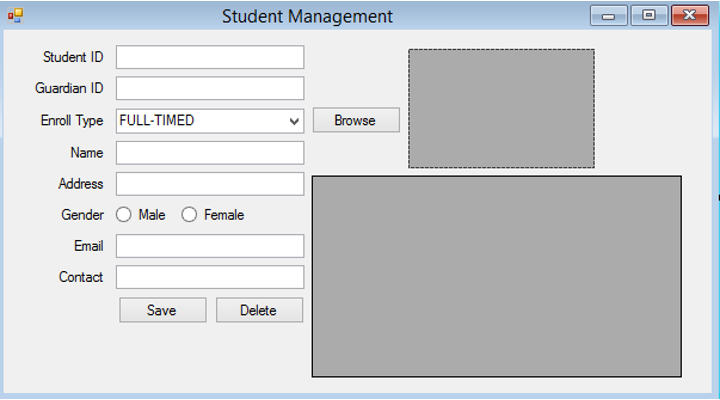 Student Management
Student ID
Guardian ID
Enroll Type FULL-TIMED Browse
Name
Address
Gender Male Female
Email
Contact
Save Delete